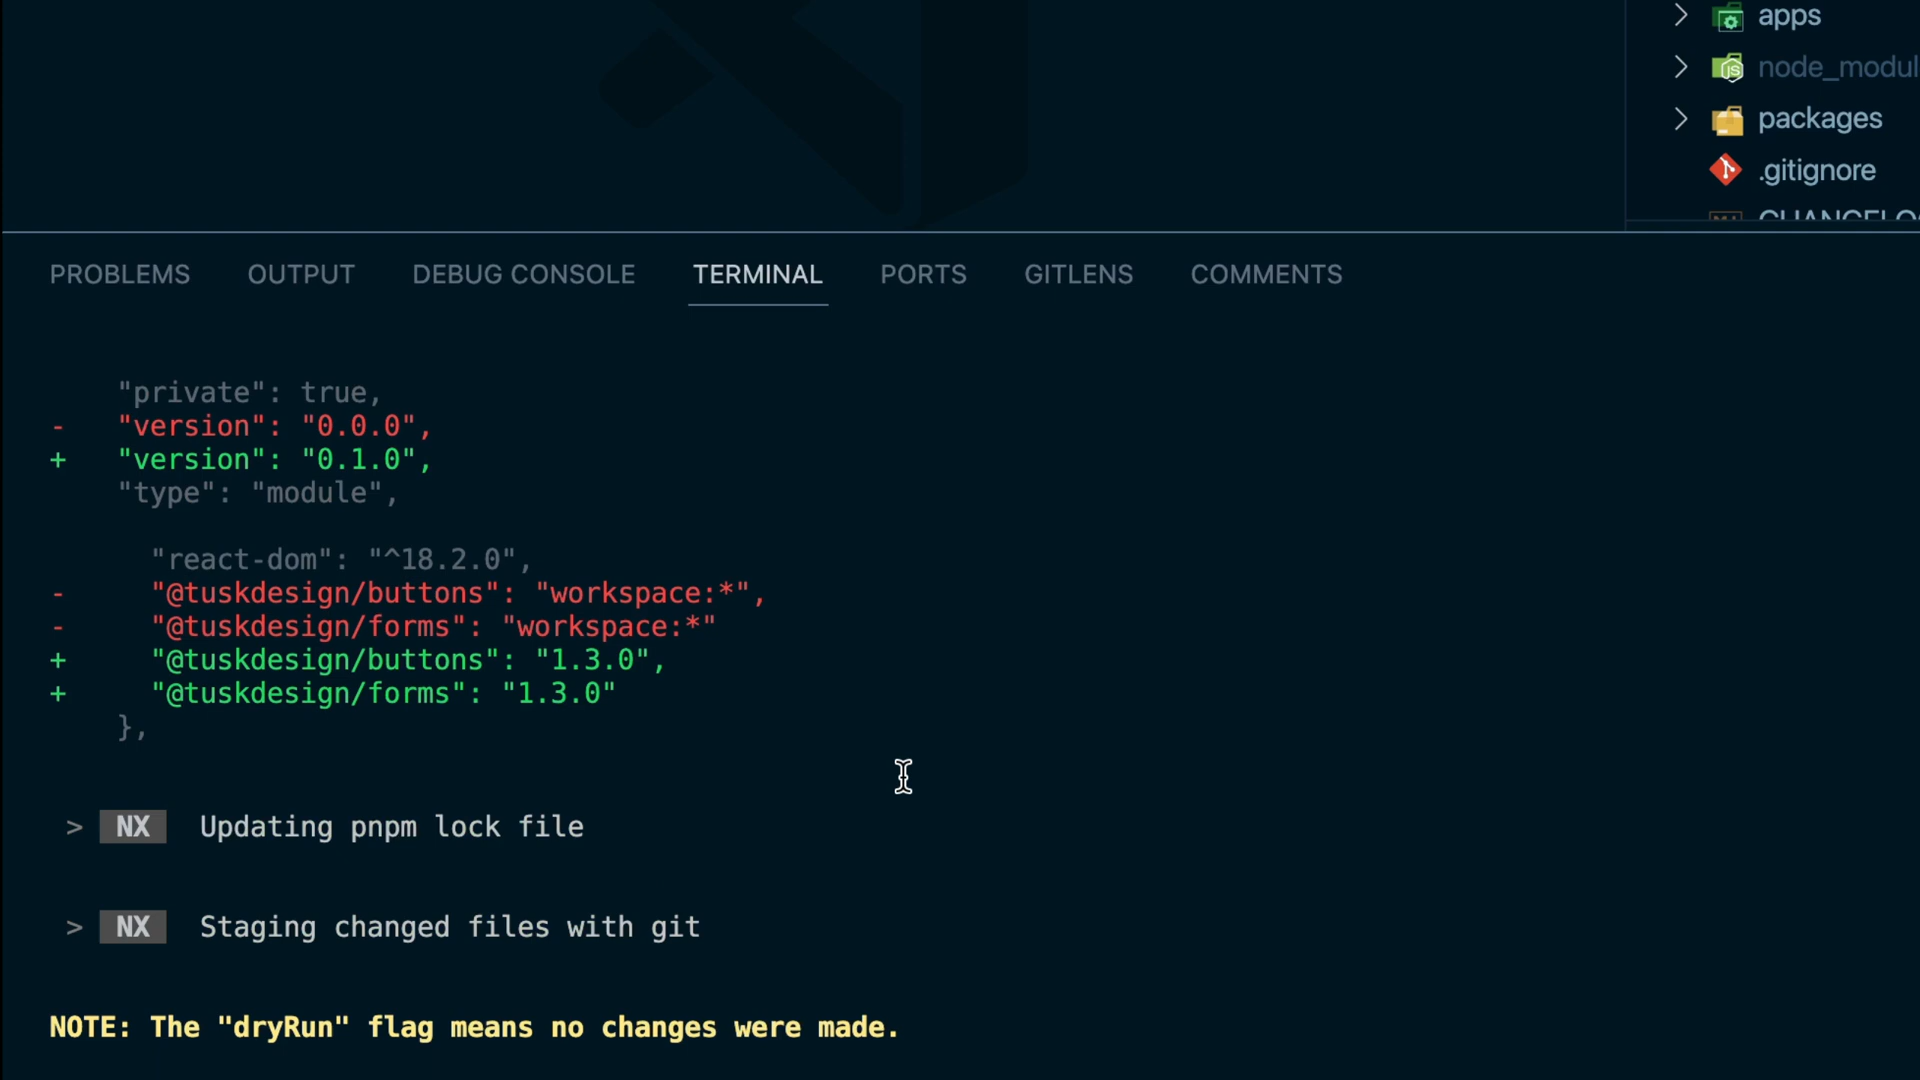 apps
node_modul
packages
.gitignore
CHANGELOG
PROBLEMS OUTPUT DEBUG CONSOLE TERMINAL PORTS GITLENS COMMENTS
"private": true,
- "version": "0.0.0",
+ "version": "0.1.0",
"type": "module",
"react-dom": "^18.2.0",
- "@tuskdesign/buttons": "workspace:*",
- "@tuskdesign/forms": "workspace:*"
+ "@tuskdesign/buttons": "1.3.0",
+ "@tuskdesign/forms": "1.3.0"
},
> NX Updating pnpm lock file
> NX Staging changed files with git
NOTE: The "dryRun" flag means no changes were made.